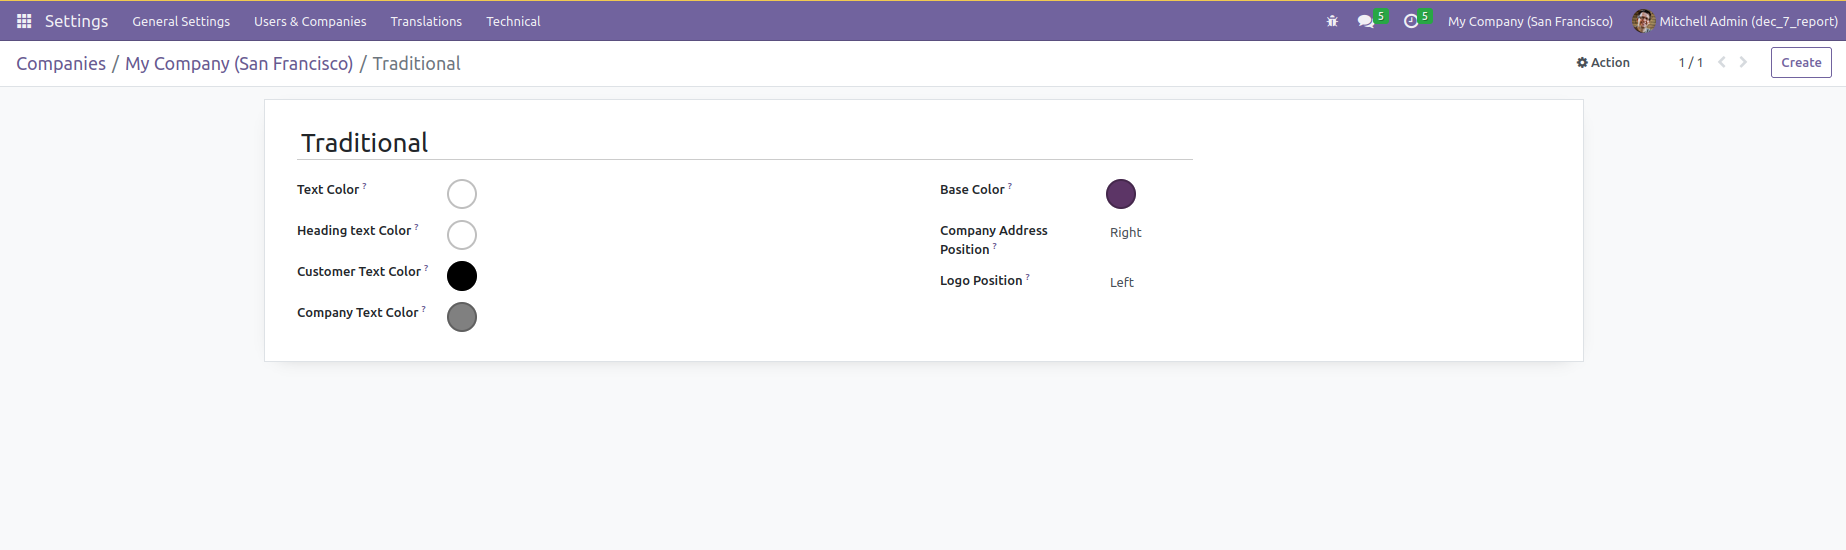 Settings General Settings Users & Companies Translations Technical 5 5 My Company (San Francisco) Mitchell Admin (dec_7_report)
Companies / My Company (San Francisco) / Traditional Action 1 / 1 Create
Traditional
Text Color ? Base Color ?
Heading text Color ? Company Address Right
Position ?
Customer Text Color ? Logo Position ? Left
Company Text Color ?